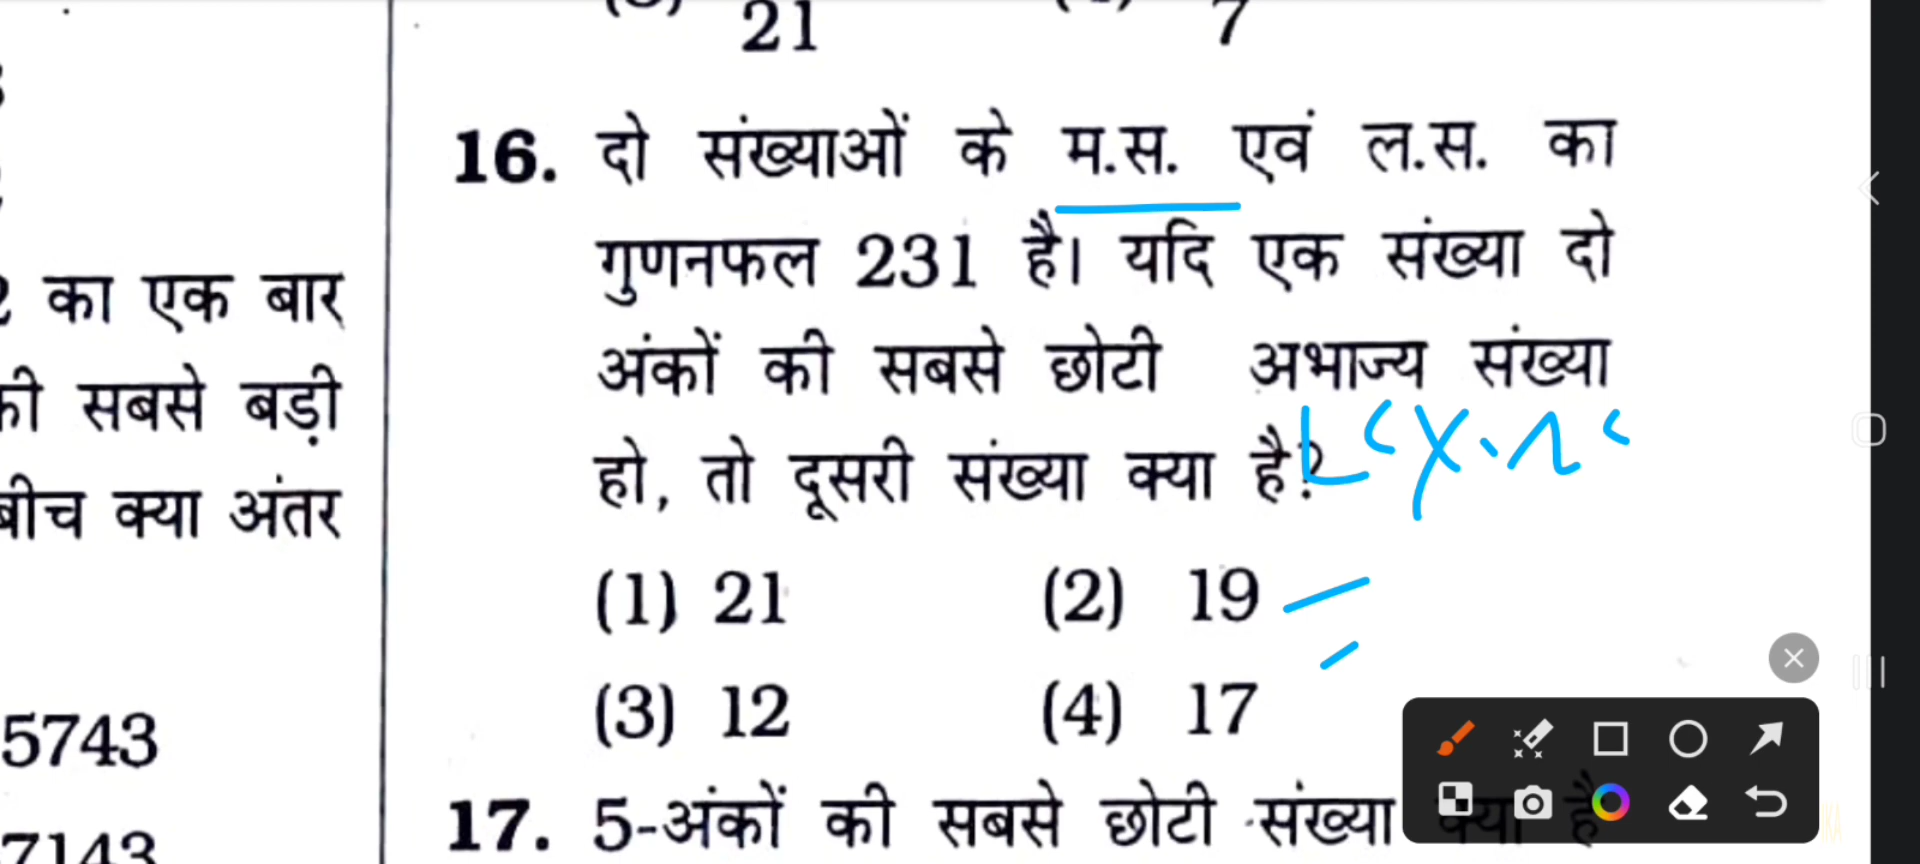 21
7
16. दो संख्याओं के म.स. एवं ल.स. का
गुणनफल 231 है। यदि एक संख्या दो
अंकों की सबसे छोटी अभाज्य संख्या
हो, तो दूसरी संख्या क्या है?
(1) 21 (2) 19
(3) 12 (4) 17
17. 5-अंकों की सबसे छोटी संख्या क्या है
का एक बार
की सबसे बड़ी
बीच क्या अंतर
5743
7143